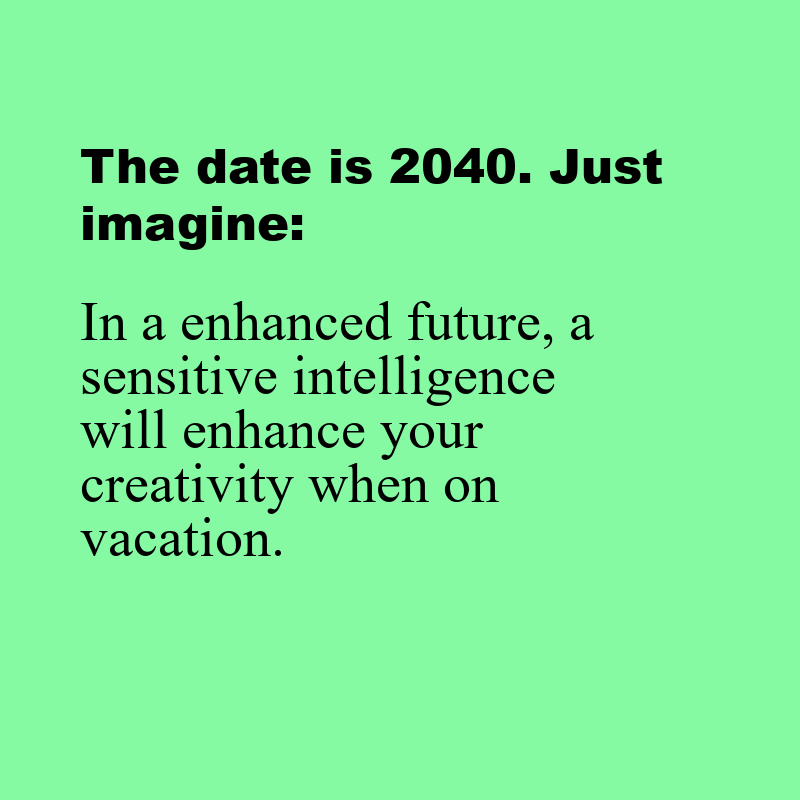 The date is 2040. Just
imagine:
In a enhanced future, a
sensitive intelligence
will enhance your
creativity when on
vacation.